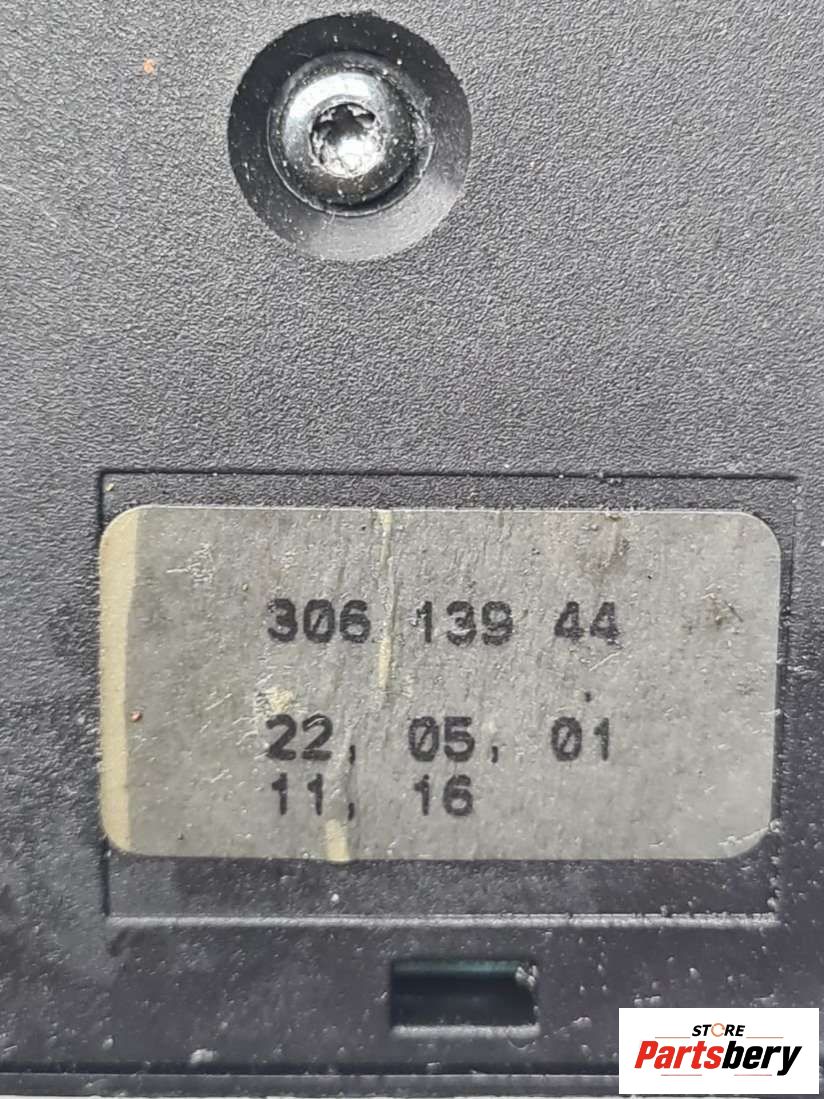 306 139 44
22, 05, 01
11, 16
STORE
Partsbery